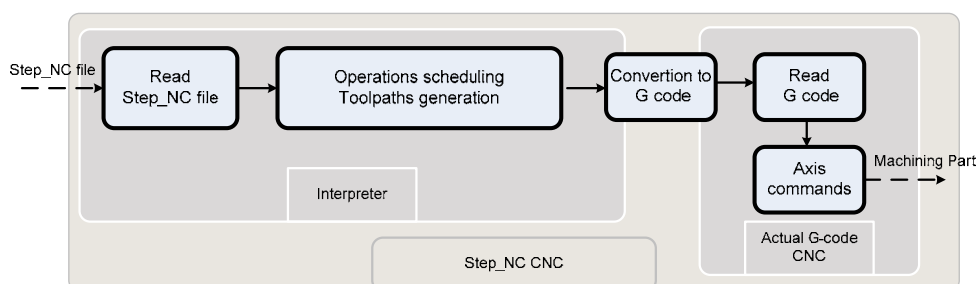 Step_NC file
Read
Step_NC file
Operations scheduling
Toolpaths generation
Convertion to
G code
Read
G code
Axis
commands
Machining Part
Interpreter
Actual G-code
CNC
Step_NC CNC